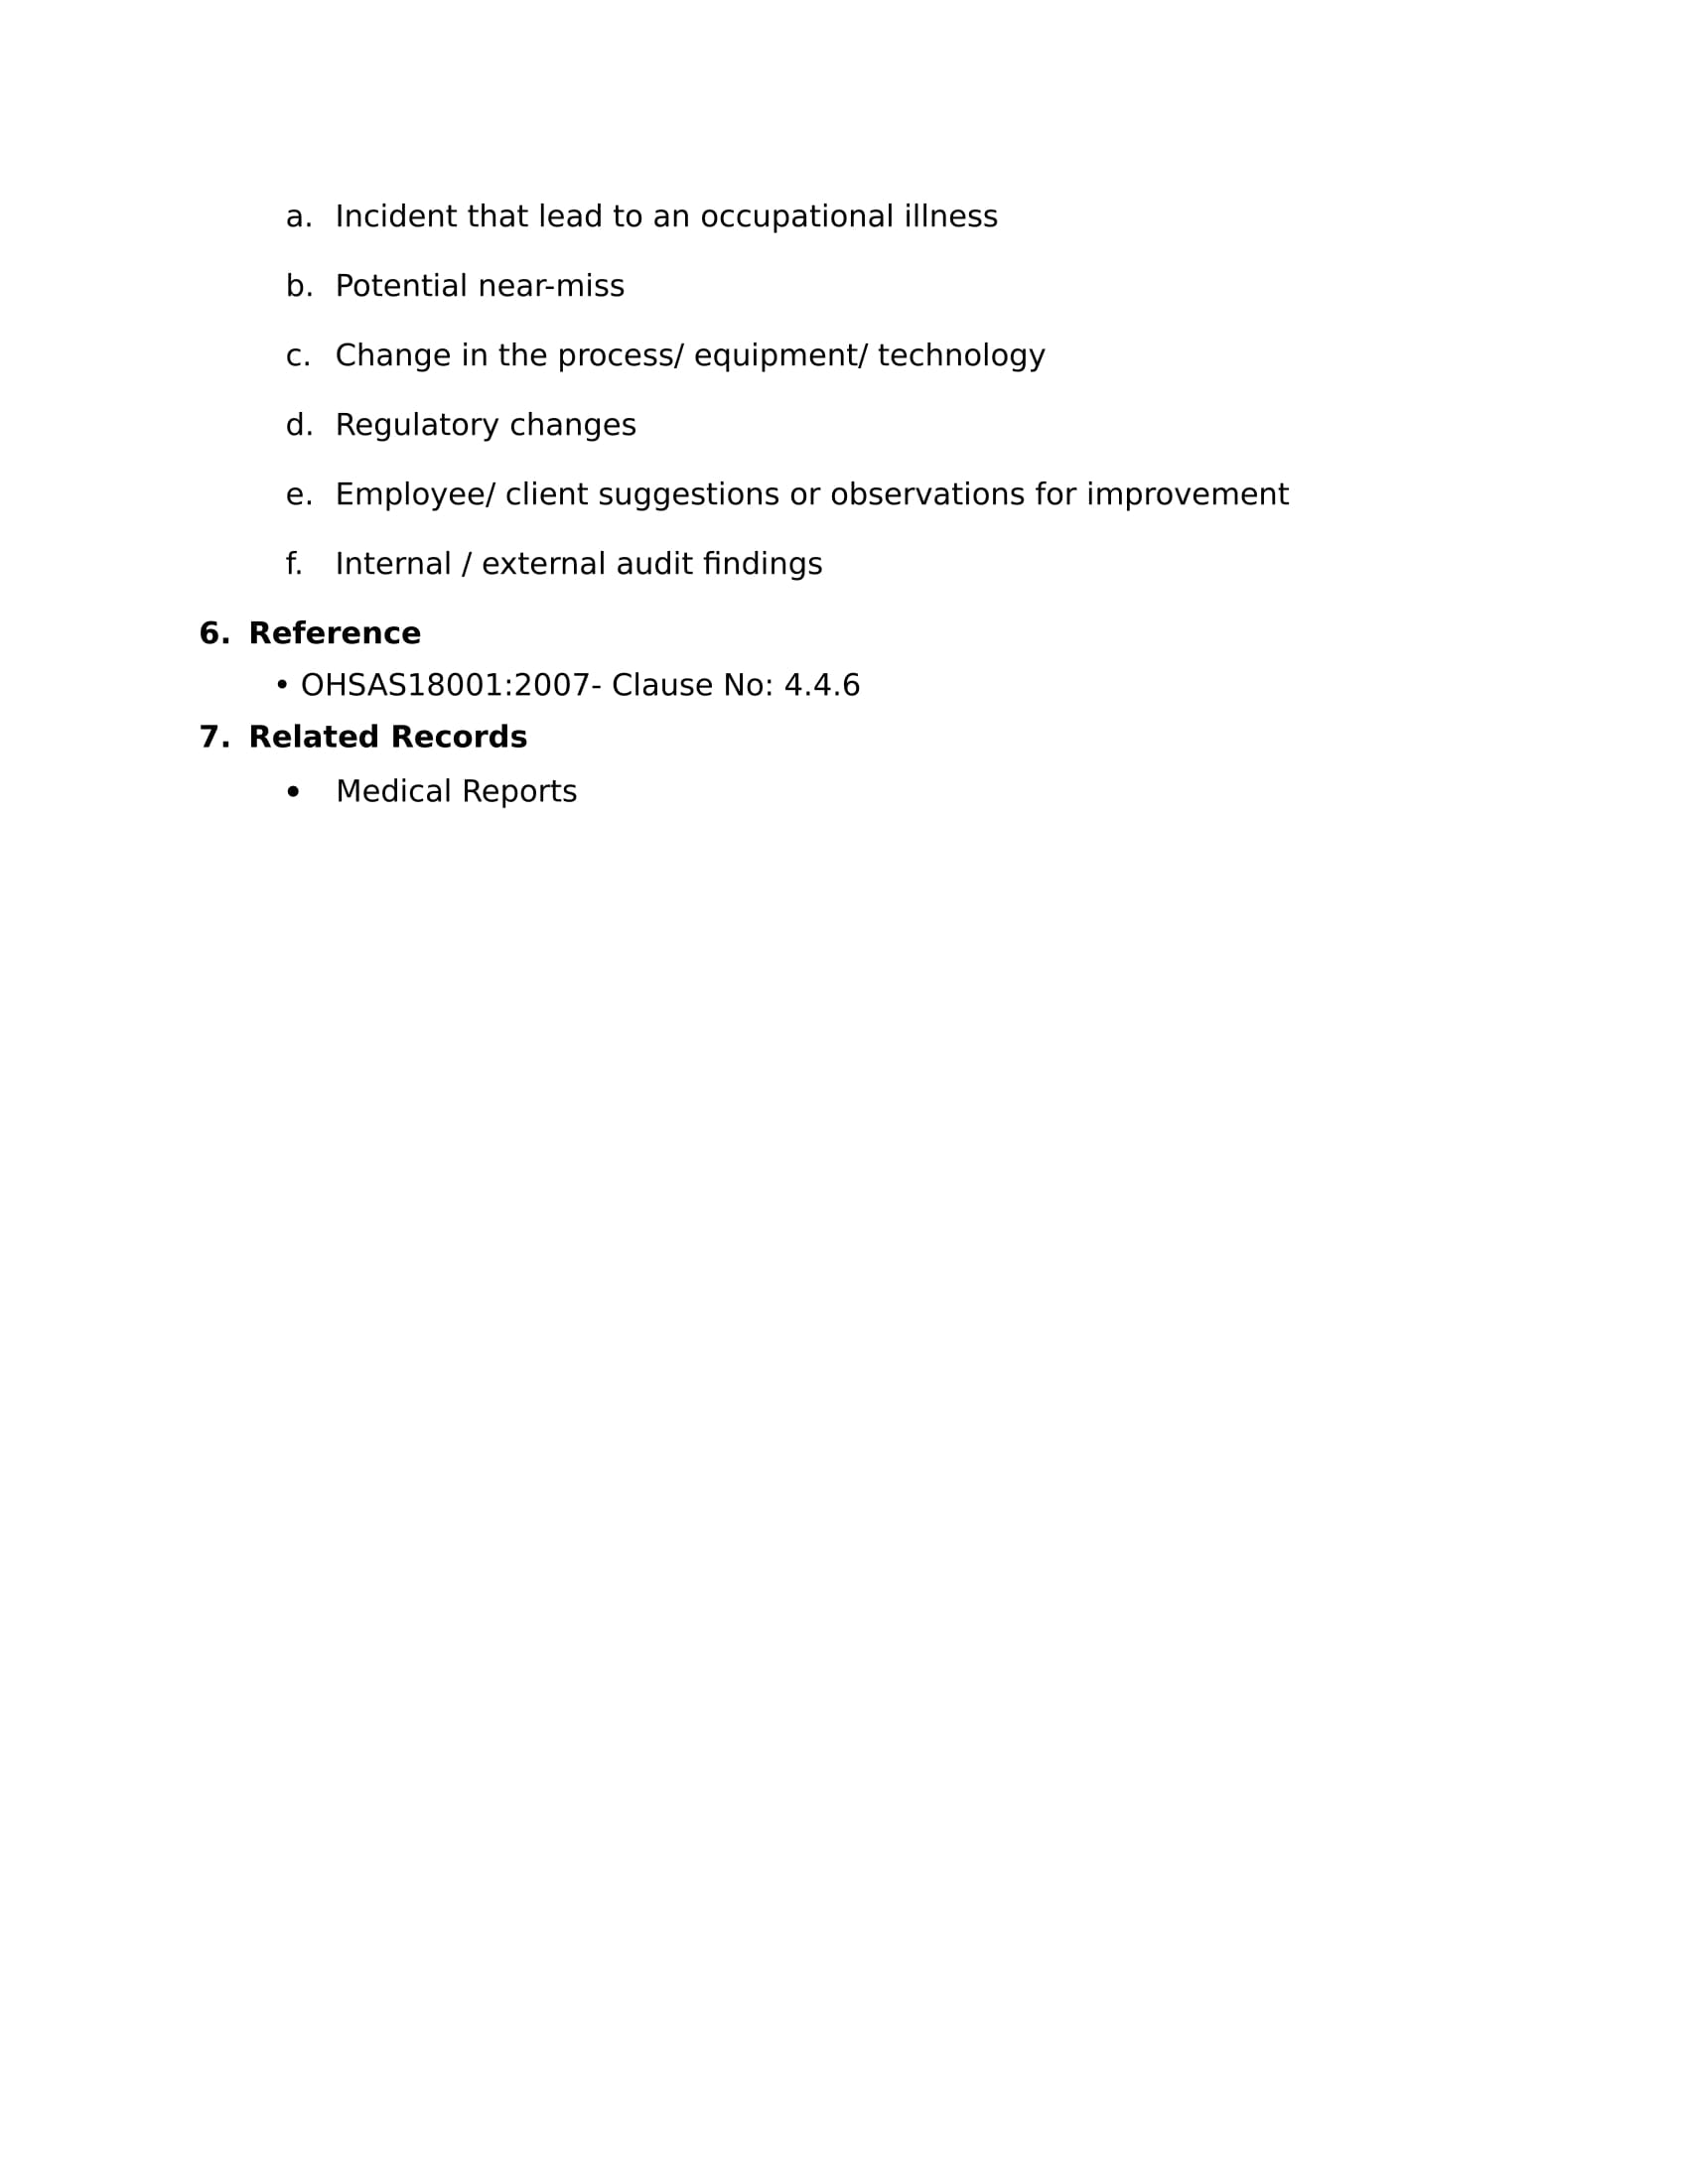 a. Incident that lead to an occupational illness
b. Potential near-miss
c. Change in the process/ equipment/ technology
d. Regulatory changes
e. Employee/ client suggestions or observations for improvement
f. Internal / external audit findings
6. Reference
• OHSAS18001:2007- Clause No: 4.4.6
7. Related Records
• Medical Reports